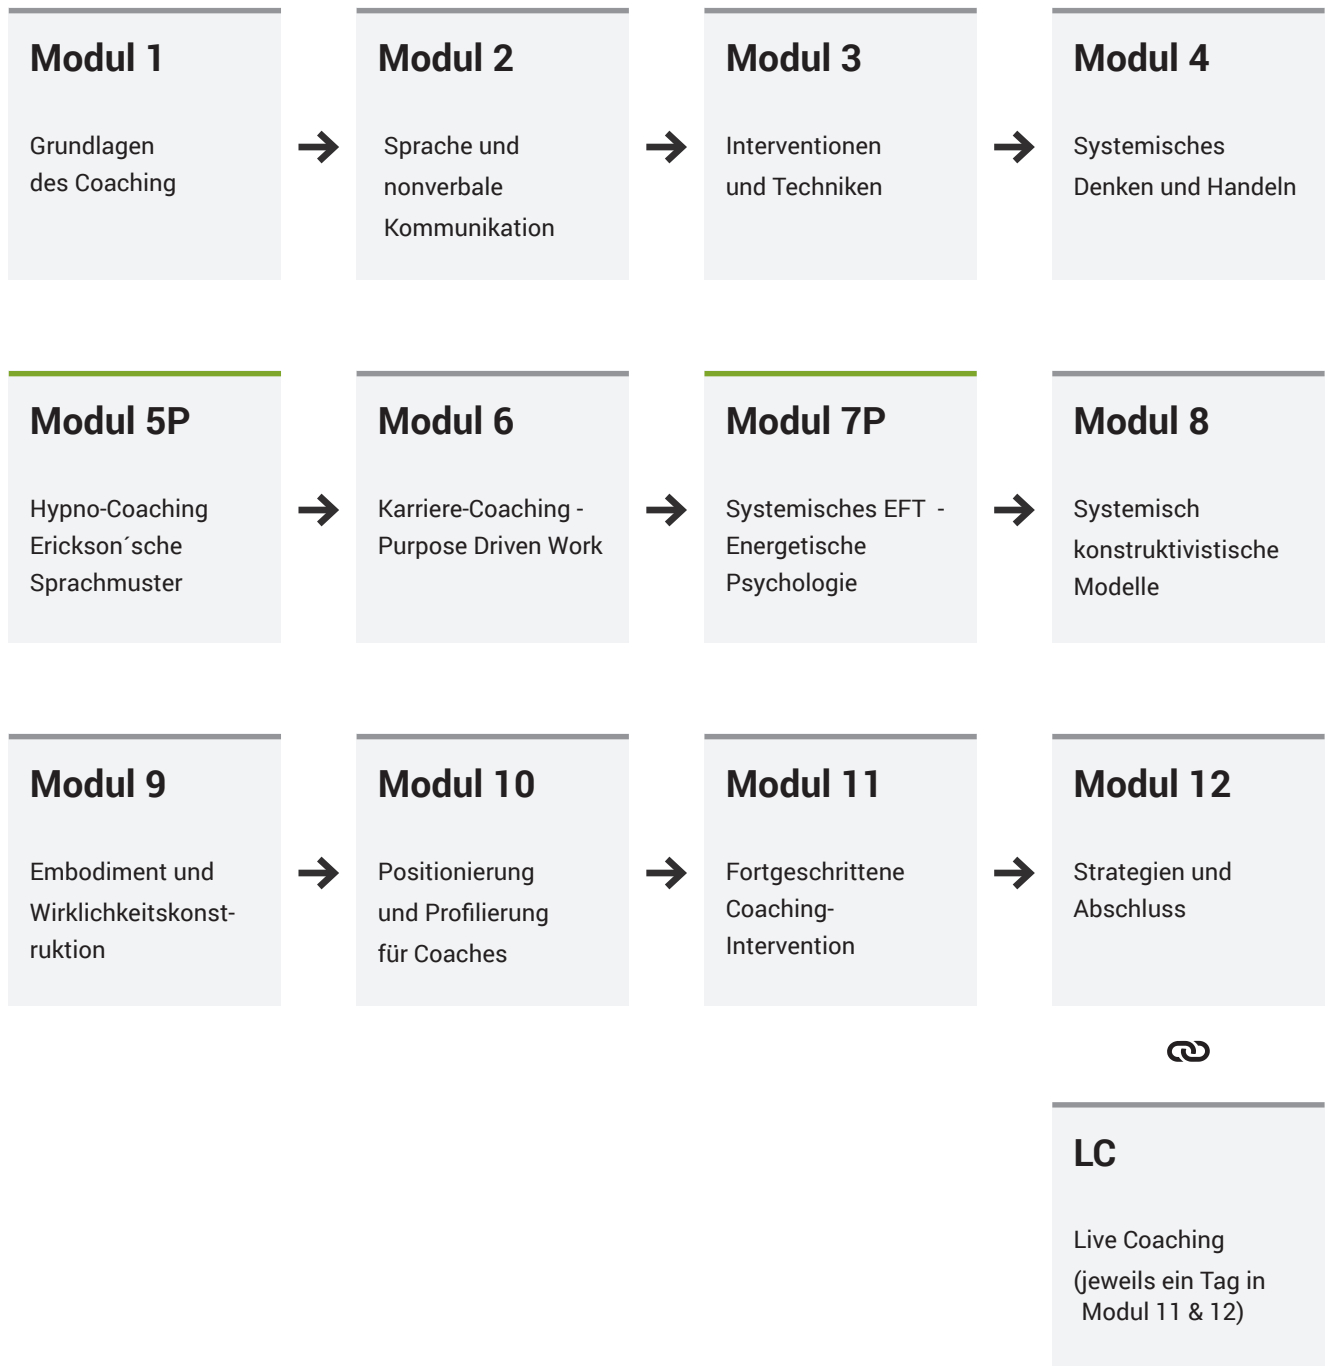 Modul 1
Grundlagen
des Coaching
Modul 2
Sprache und
nonverbale
Kommunikation
Modul 3
Interventionen
und Techniken
Modul 4
Systemisches
Denken und Handeln
Modul 5P
Hypno-Coaching
Erickson´sche
Sprachmuster
Modul 6
Karriere-Coaching -
Purpose Driven Work
Modul 7P
Systemisches EFT -
Energetische
Psychologie
Modul 8
Systemisch
konstruktivistische
Modelle
Modul 9
Embodiment und
Wirklichkeitskonst-
ruktion
Modul 10
Positionierung
und Profilierung
für Coaches
Modul 11
Fortgeschrittene
Coaching-
Intervention
Modul 12
Strategien und
Abschluss
LC
Live Coaching
(jeweils ein Tag in
Modul 11 & 12)